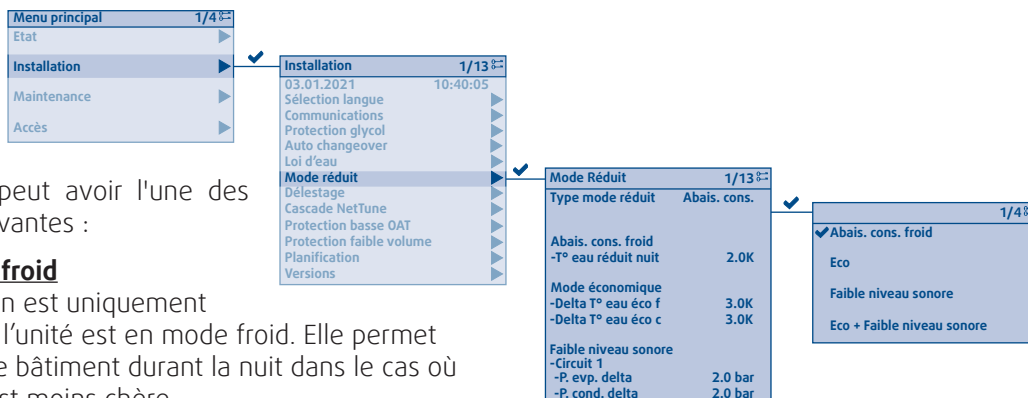 Menu principal 1/4
Etat
Installation
Maintenance
Accès
Installation 1/13
03.01.2021 10:40:05
Sélection langue
Communications
Protection glycol
Auto changeover
Loi d'eau
Mode réduit
Délestage
Cascade NetTune
Protection basse OAT
Protection faible volume
Planification
Versions
Mode Réduit 1/13
Type mode réduit Abais. cons.
Abais. cons. froid
-T° eau réduit nuit 2.0K
Mode économique
-Delta T° eau éco f 3.0K
-Delta T° eau éco c 3.0K
Faible niveau sonore
-Circuit 1
-P. evp. delta 2.0 bar
-P. cond. delta 2.0 bar
1/4
Abais. cons. froid
Eco
Faible niveau sonore
Eco + Faible niveau sonore
peut avoir l'une des
vantes :
froid
n est uniquement
l'unité est en mode froid. Elle permet
e bâtiment durant la nuit dans le cas où
st moins chère